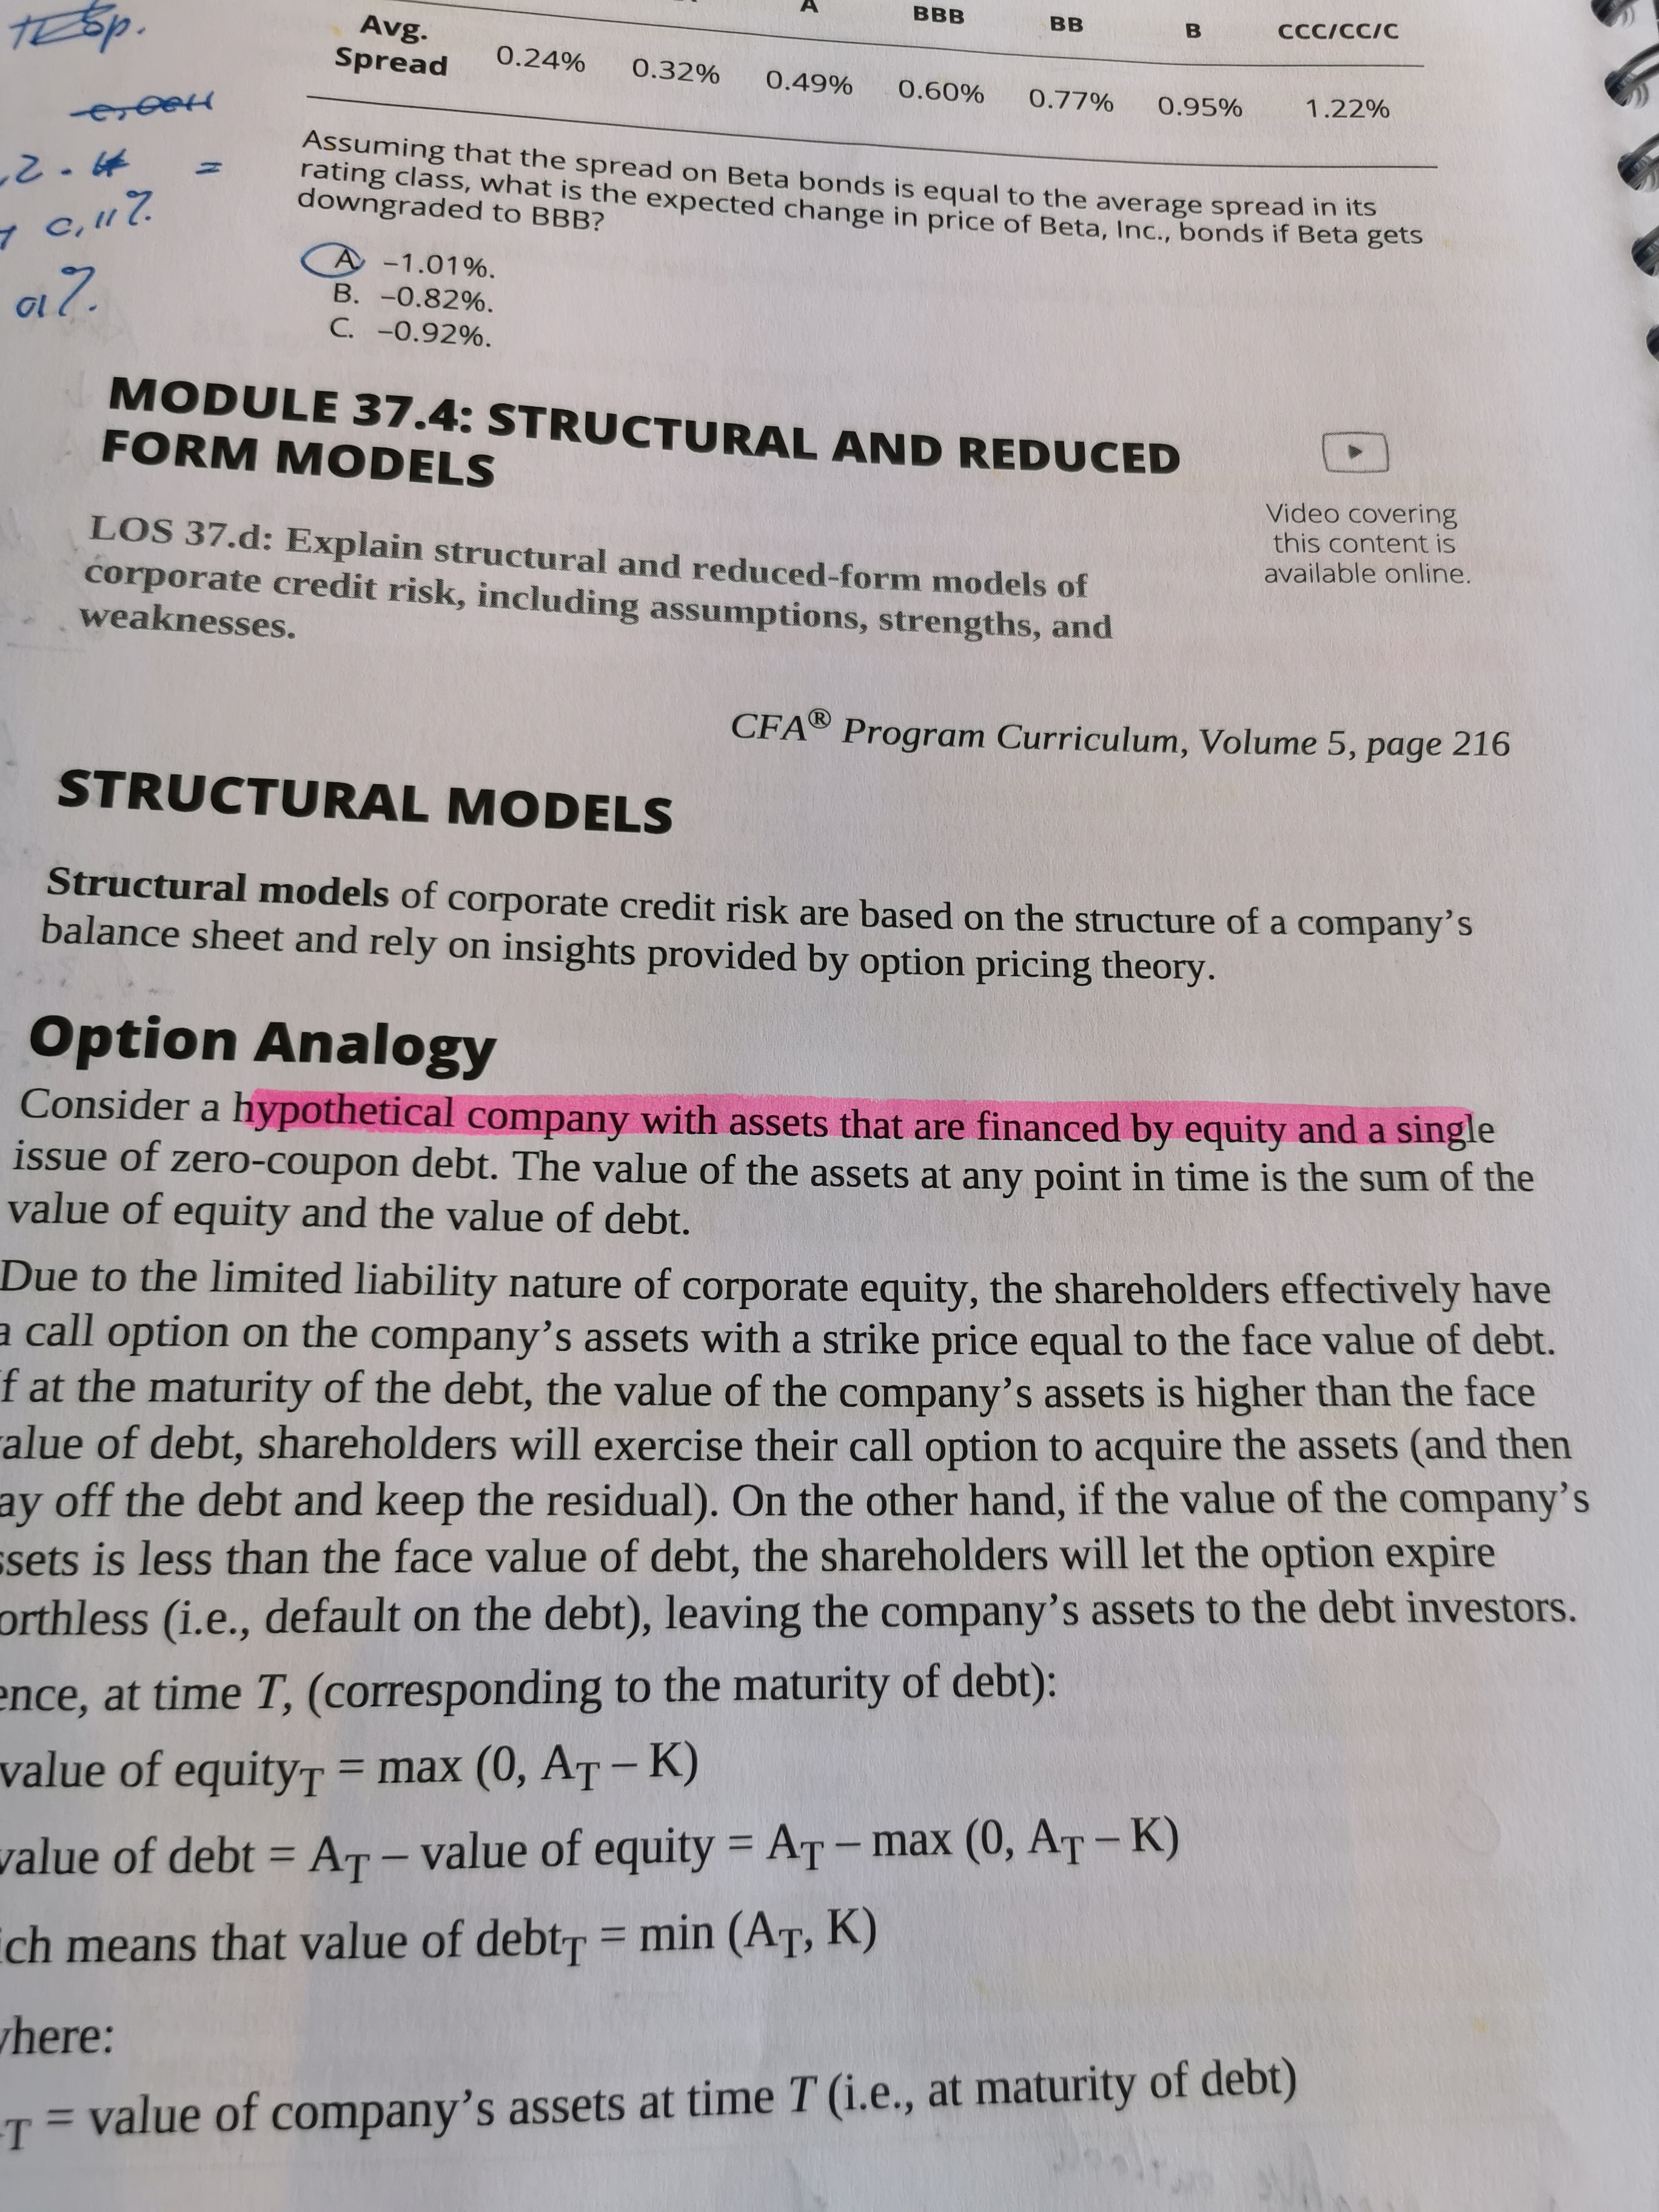 A BBB BB B CCC/CC/C
Avg.
Spread 0.24% 0.32% 0.49% 0.60% 0.77% 0.95% 1.22%
Assuming that the spread on Beta bonds is equal to the average spread in its
rating class, what is the expected change in price of Beta, Inc., bonds if Beta gets
downgraded to BBB?
A. –1.01%.
B. –0.82%.
C. –0.92%.
MODULE 37.4: STRUCTURAL AND REDUCED
FORM MODELS
Video covering
this content is
available online.
LOS 37.d: Explain structural and reduced-form models of
corporate credit risk, including assumptions, strengths, and
weaknesses.
CFA® Program Curriculum, Volume 5, page 216
STRUCTURAL MODELS
Structural models of corporate credit risk are based on the structure of a company’s
balance sheet and rely on insights provided by option pricing theory.
Option Analogy
Consider a hypothetical company with assets that are financed by equity and a single
issue of zero-coupon debt. The value of the assets at any point in time is the sum of the
value of equity and the value of debt.
Due to the limited liability nature of corporate equity, the shareholders effectively have
a call option on the company’s assets with a strike price equal to the face value of debt.
f at the maturity of the debt, the value of the company’s assets is higher than the face
alue of debt, shareholders will exercise their call option to acquire the assets (and then
ay off the debt and keep the residual). On the other hand, if the value of the company’s
ssets is less than the face value of debt, the shareholders will let the option expire
orthless (i.e., default on the debt), leaving the company’s assets to the debt investors.
ence, at time T, (corresponding to the maturity of debt):
value of equityT = max (0, AT – K)
value of debt = AT – value of equity = AT – max (0, AT – K)
ich means that value of debtT = min (AT, K)
where:
T = value of company’s assets at time T (i.e., at maturity of debt)